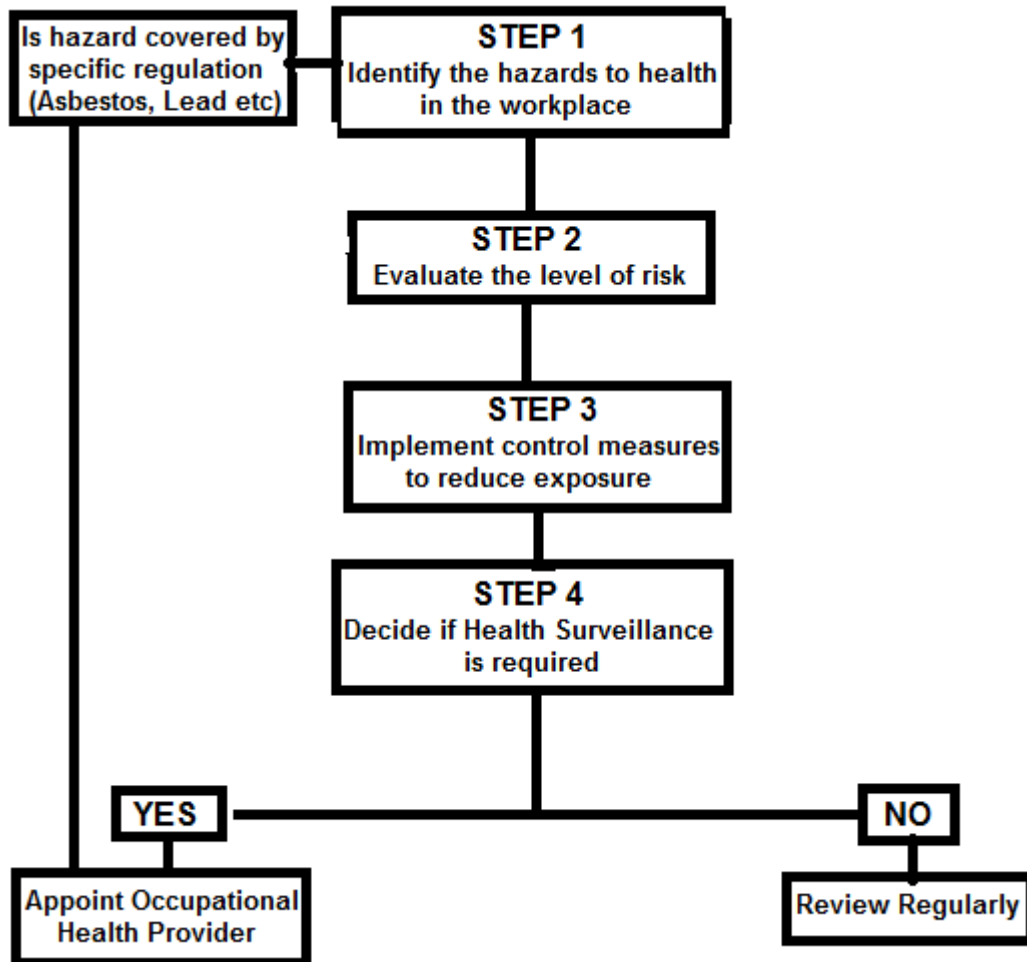 Is hazard covered by
specific regulation
(Asbestos, Lead etc)
STEP 1
Identify the hazards to health
in the workplace
STEP 2
Evaluate the level of risk
STEP 3
Implement control measures
to reduce exposure
STEP 4
Decide if Health Surveillance
is required
YES
NO
Appoint Occupational
Health Provider
Review Regularly